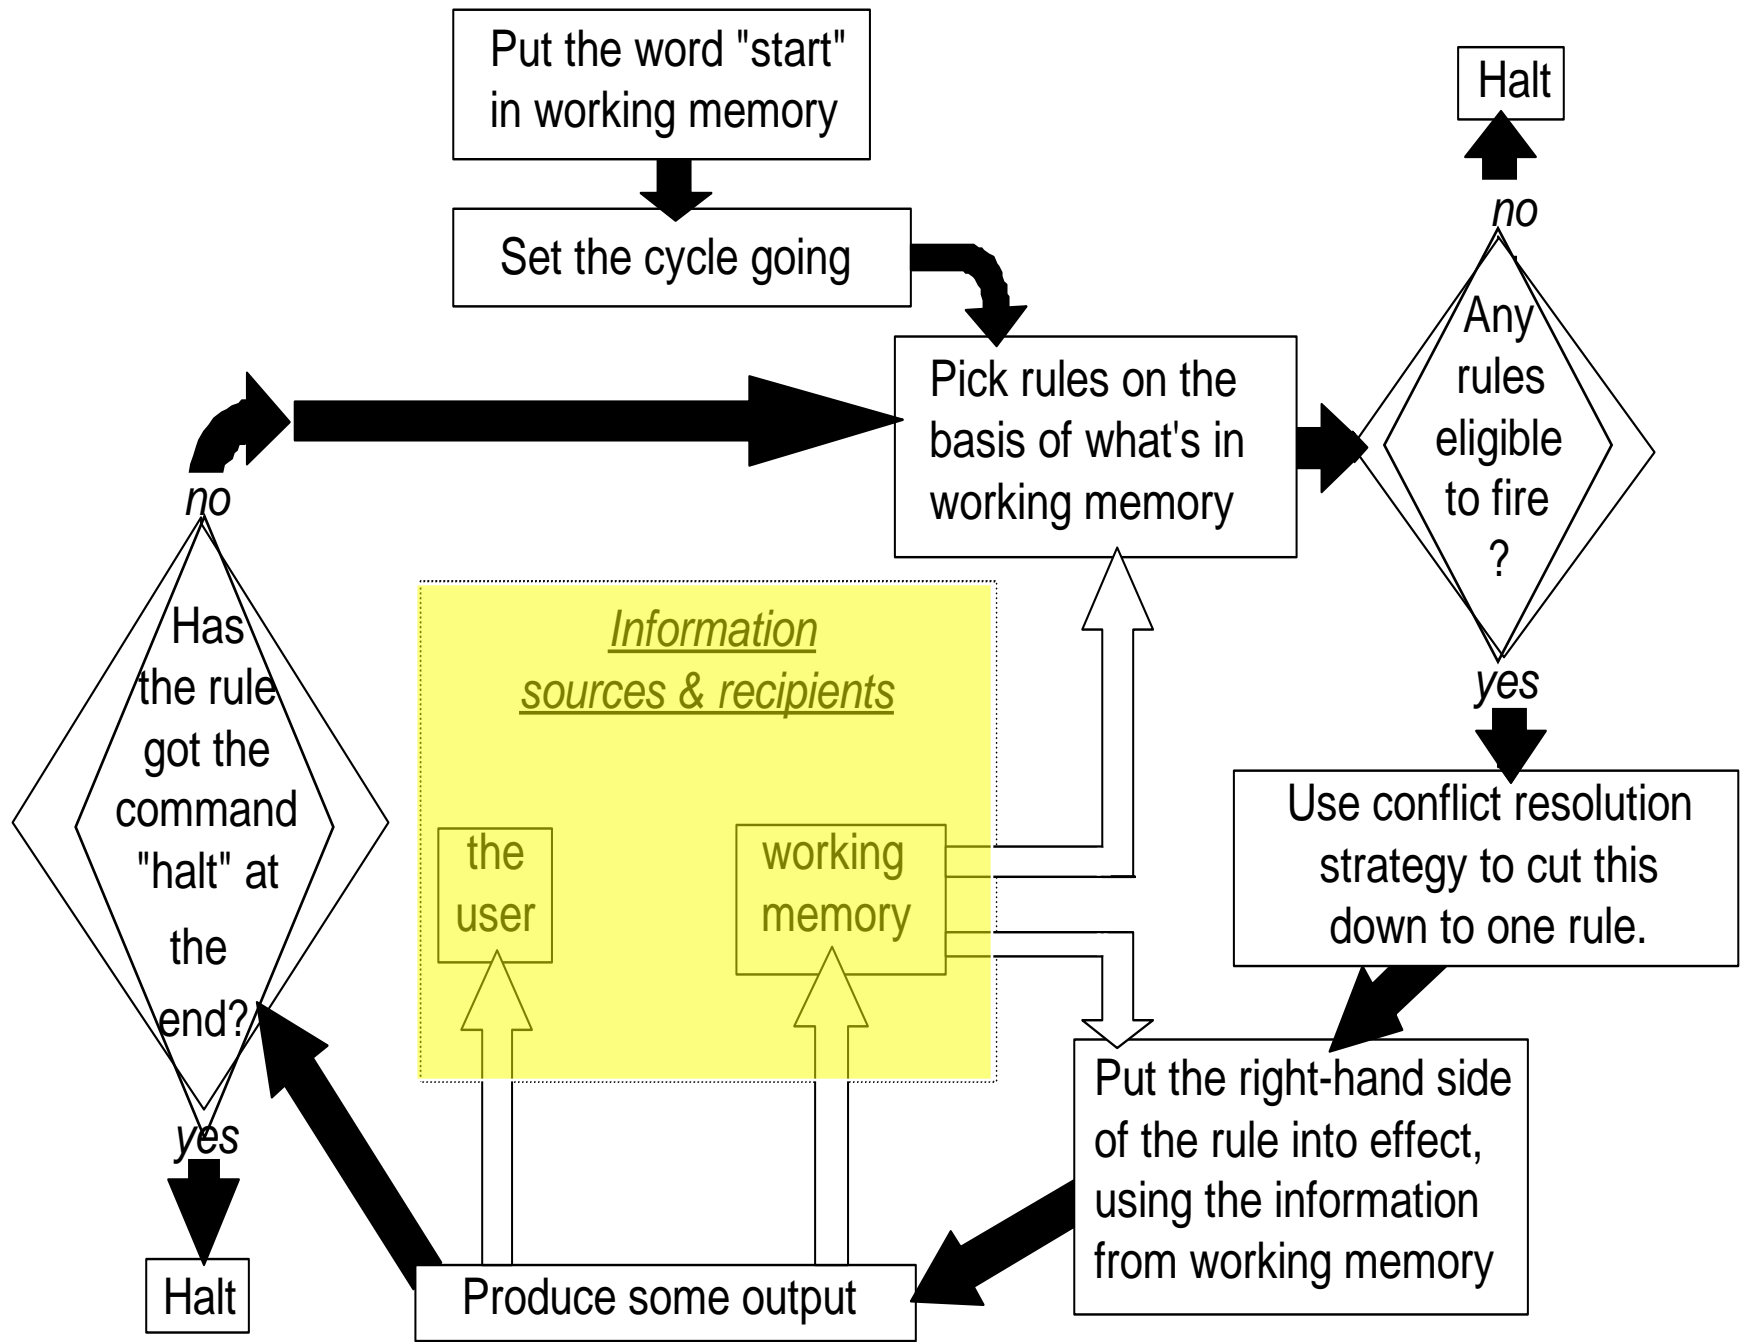 Put the word "start"
in working memory
Set the cycle going
Pick rules on the
basis of what's in
working memory
Halt
no
Any
rules
eligible
to fire
?
yes
Use conflict resolution
strategy to cut this
down to one rule.
Put the right-hand side
of the rule into effect,
using the information
from working memory
Produce some output
Information
sources & recipients
the
user
working
memory
no
Has
the rule
got the
command
"halt" at
the
end?
yes
Halt